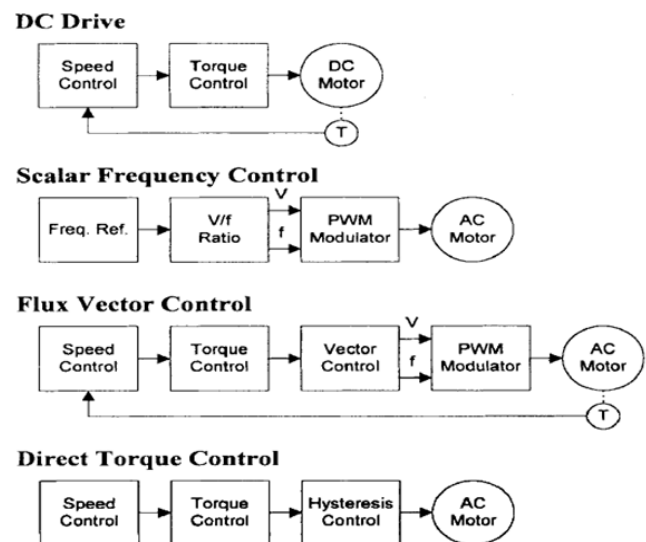 DC Drive
Speed
Control
Torque
Control
DC
Motor
T
Scalar Frequency Control
Freq. Ref.
V/f
Ratio
V
f
PWM
Modulator
AC
Motor
Flux Vector Control
Speed
Control
Torque
Control
Vector
Control
V
f
PWM
Modulator
AC
Motor
T
Direct Torque Control
Speed
Control
Torque
Control
Hysteresis
Control
AC
Motor